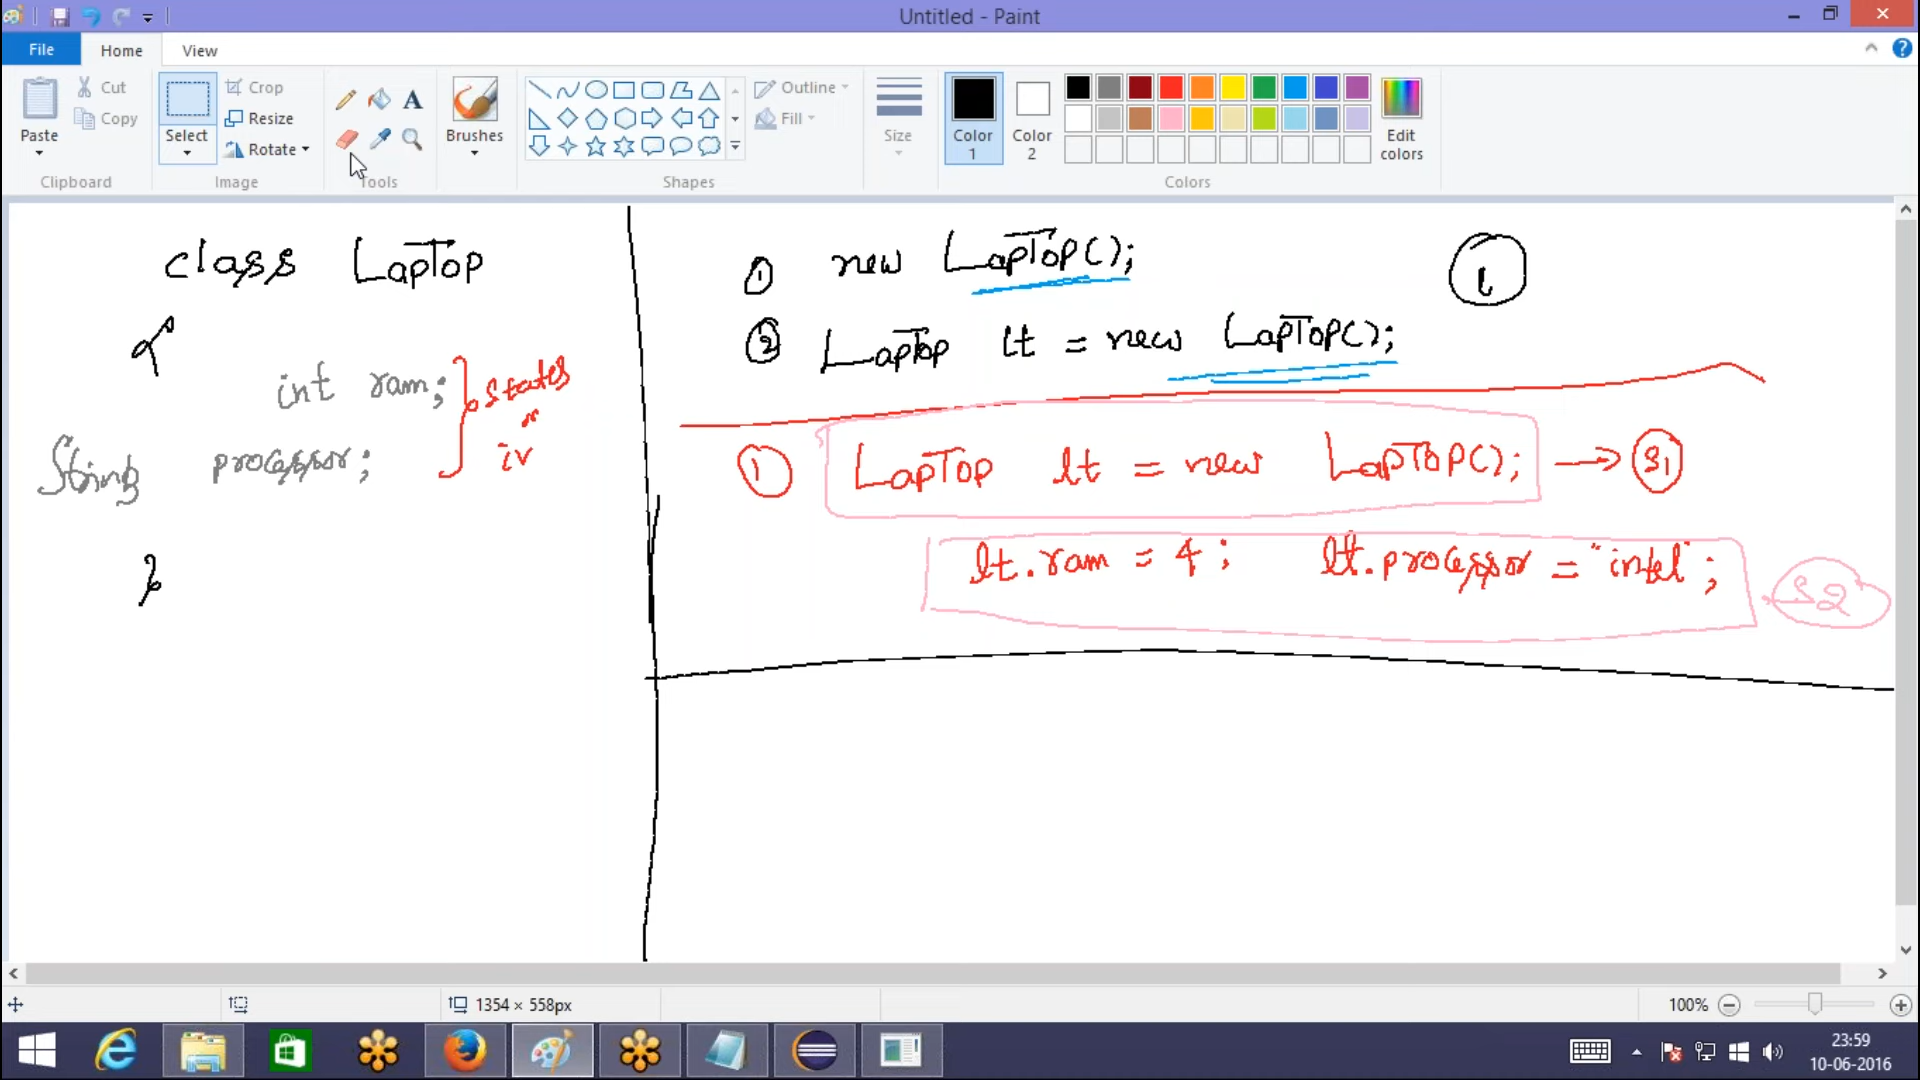 Untitled - Paint
File Home View
Paste Cut Copy Clipboard
Select Crop Resize Rotate Image
A Tools
Brushes
Shapes Outline Fill
Size
Color 1 Color 2 Edit colors Colors
class LapTop
int ram;
String processor;
} states
iv
① new LapTop();
② LapTop lt = new LapTop();
① LapTop lt = new LapTop(); → S1
lt.ram = 4; lt.processor = "intel";
S2
}
1354 × 558px
100%
23:59
10-06-2016